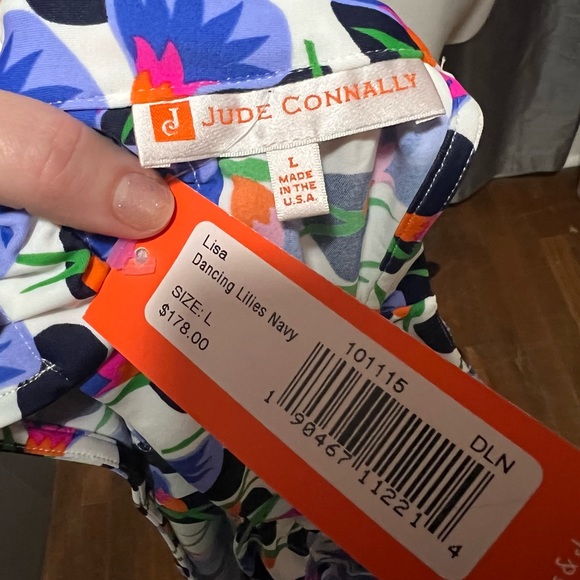 JUDE CONNALLY
L
MADE
IN THE
U.S.A.
Lisa
Dancing Lilies Navy
SIZE: L
$178.00
101115
DLN
1 90467 11221 4